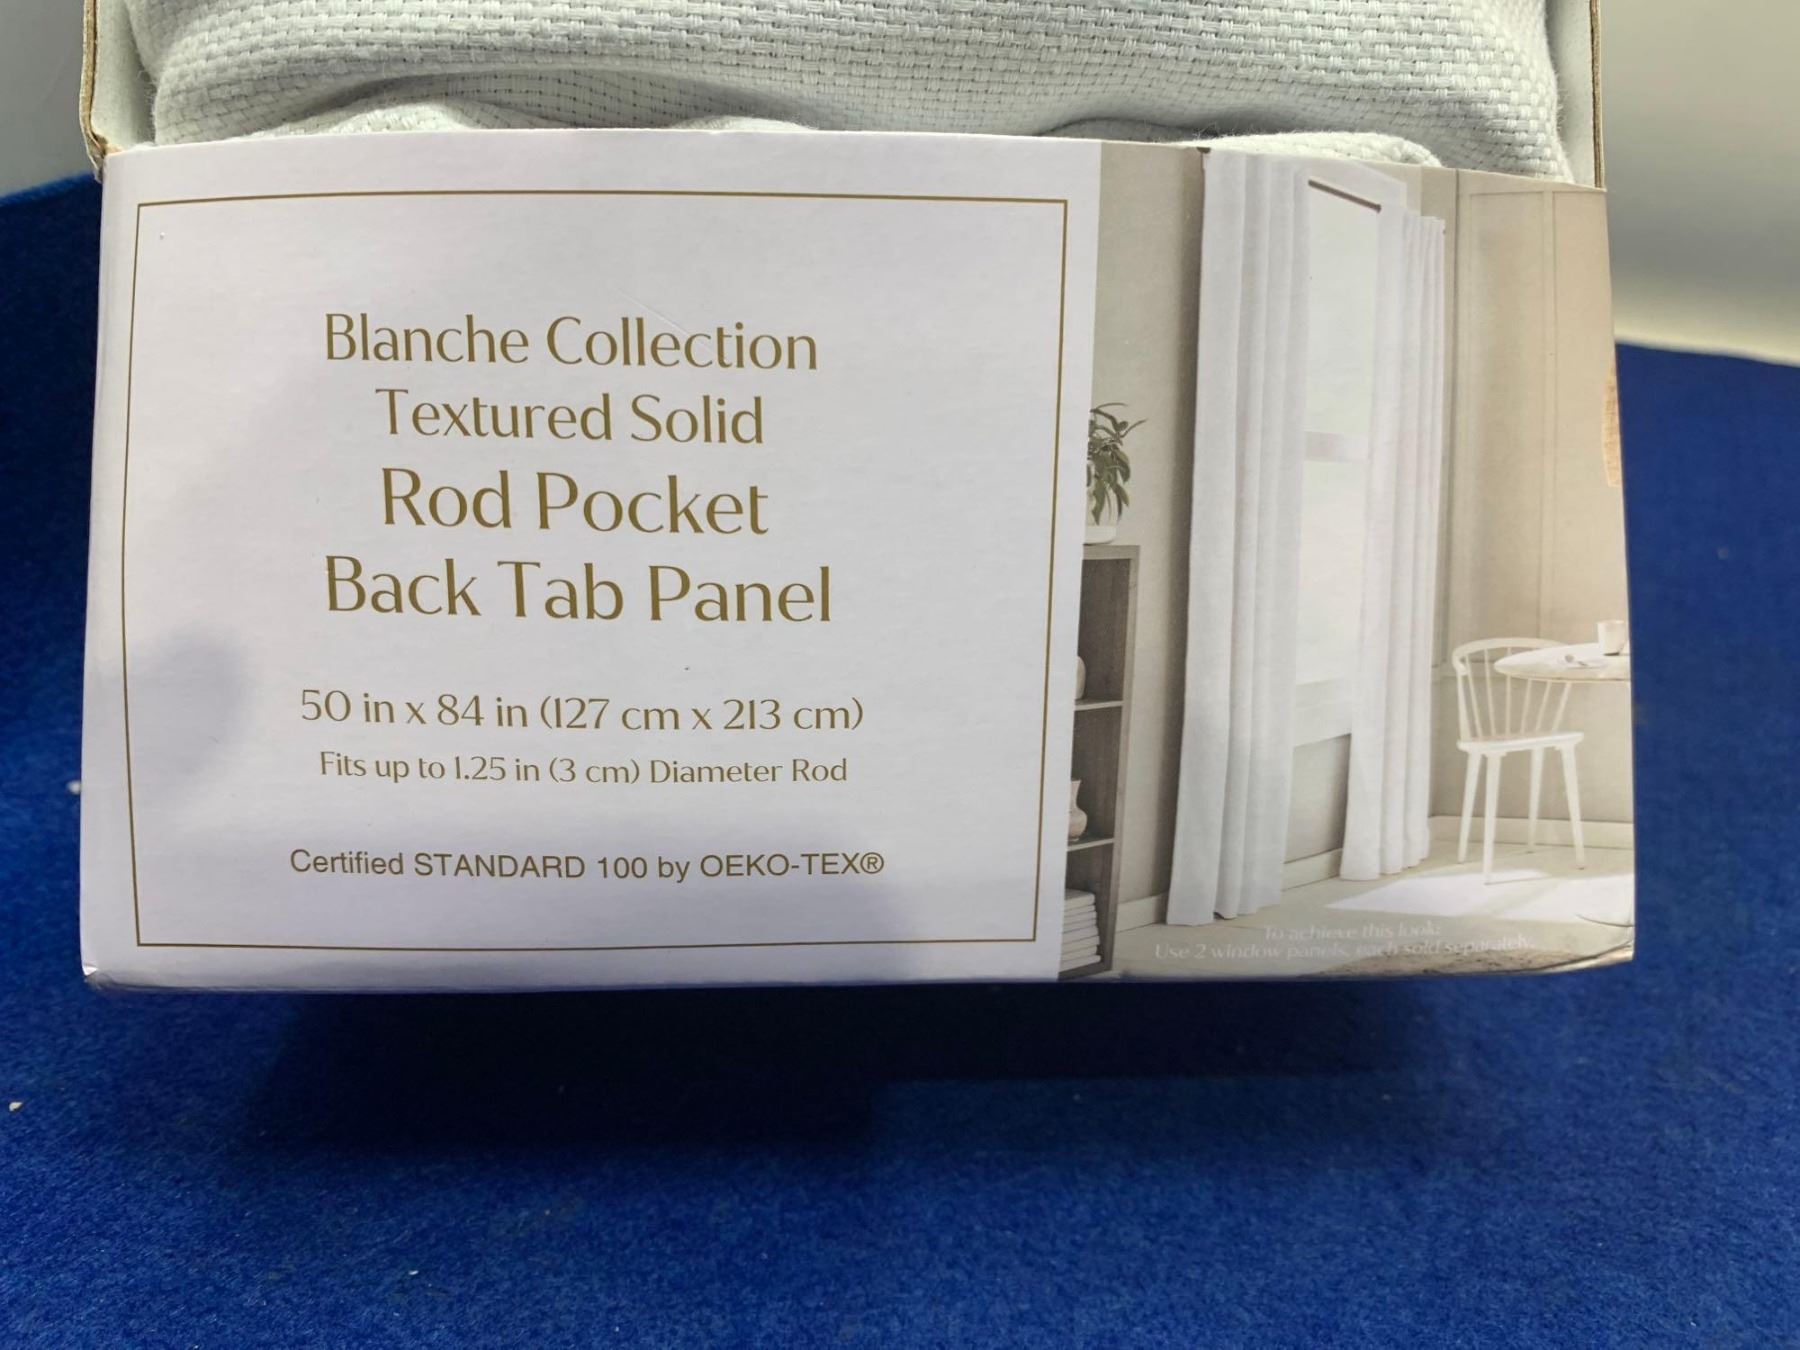 Blanche Collection
Textured Solid
Rod Pocket
Back Tab Panel
50 in x 84 in (127 cm x 213 cm)
Fits up to 1.25 in (3 cm) Diameter Rod
Certified STANDARD 100 by OEKO-TEX®
To achieve this look:
Use 2 window panels, each sold separately.